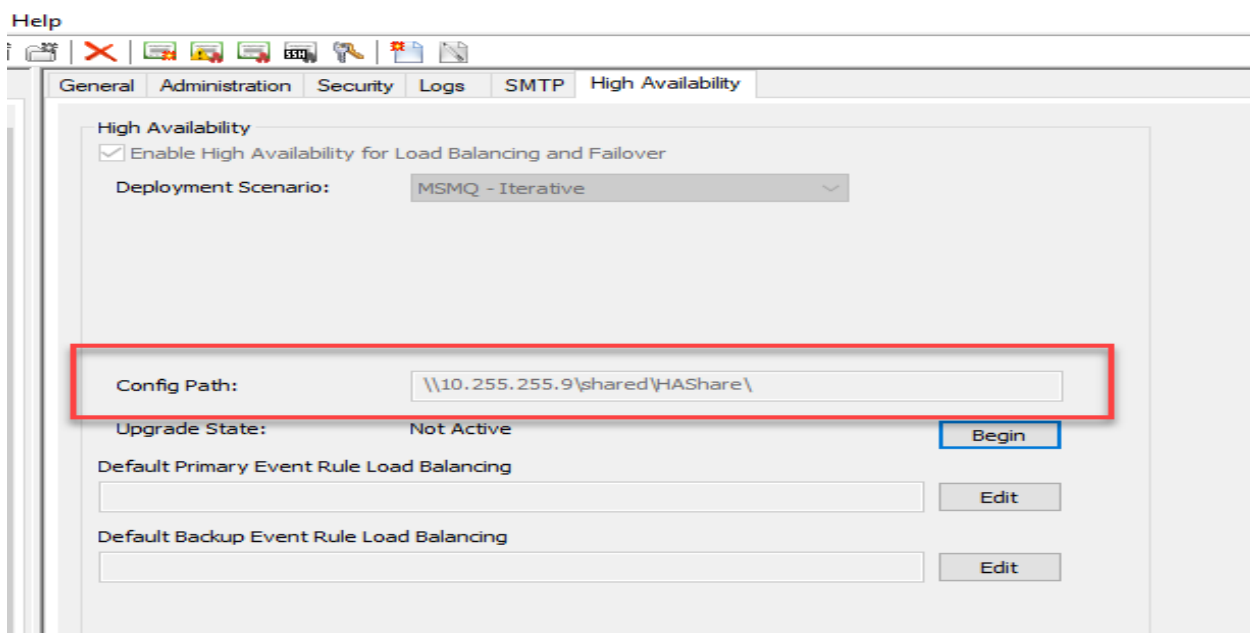 Help
SSH
General Administration Security Logs SMTP High Availability
High Availability
Enable High Availability for Load Balancing and Failover
Deployment Scenario: MSMQ - Iterative
Config Path: \\10.255.255.9\shared\HAShare\
Upgrade State: Not Active Begin
Default Primary Event Rule Load Balancing
Edit
Default Backup Event Rule Load Balancing
Edit